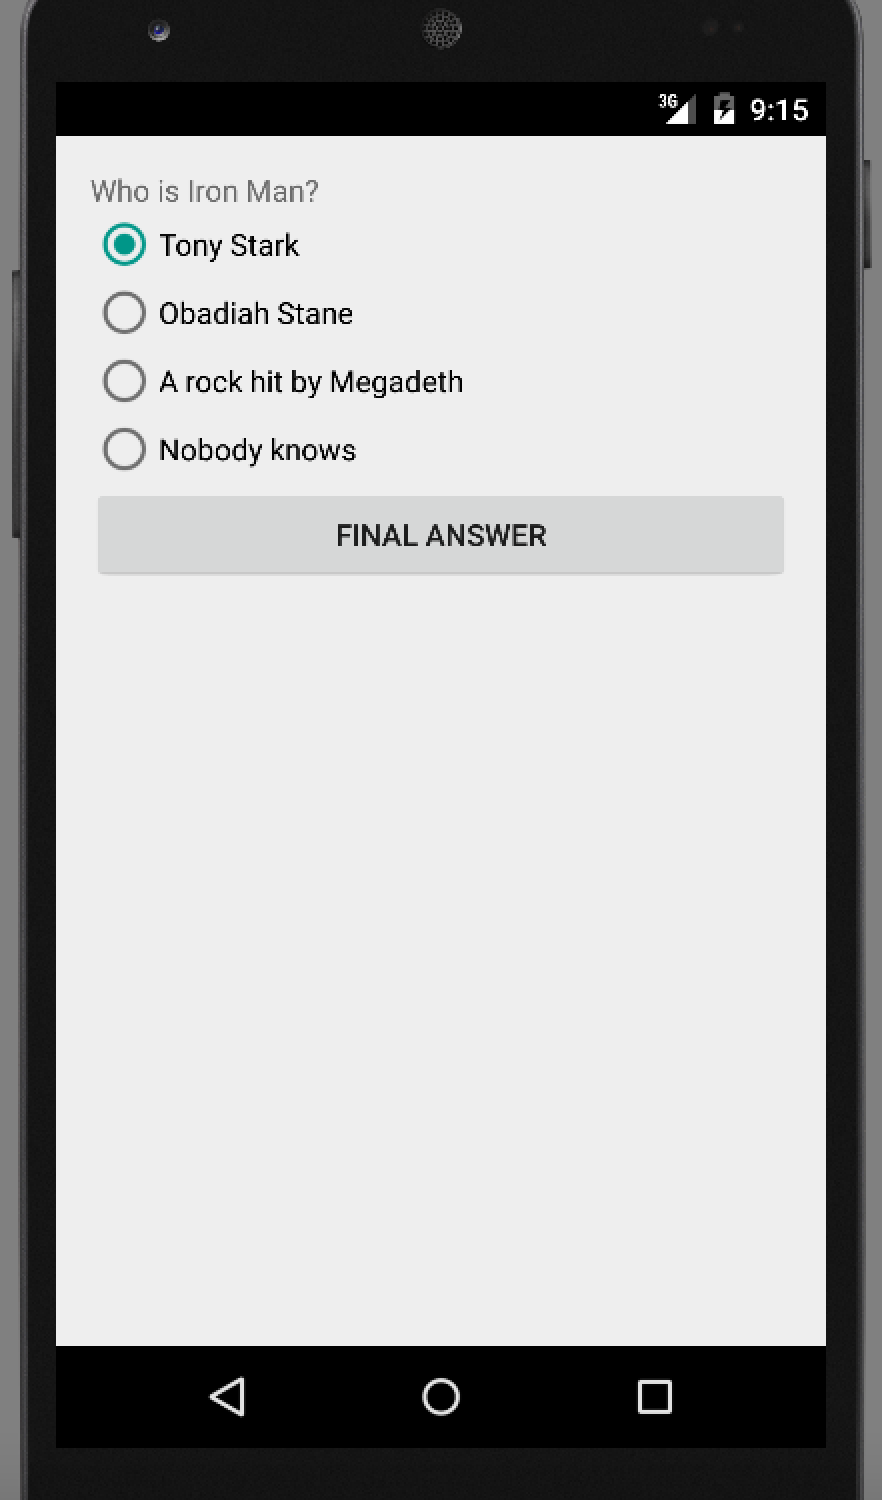 3G 9:15
Who is Iron Man?
Tony Stark
Obadiah Stane
A rock hit by Megadeth
Nobody knows
FINAL ANSWER